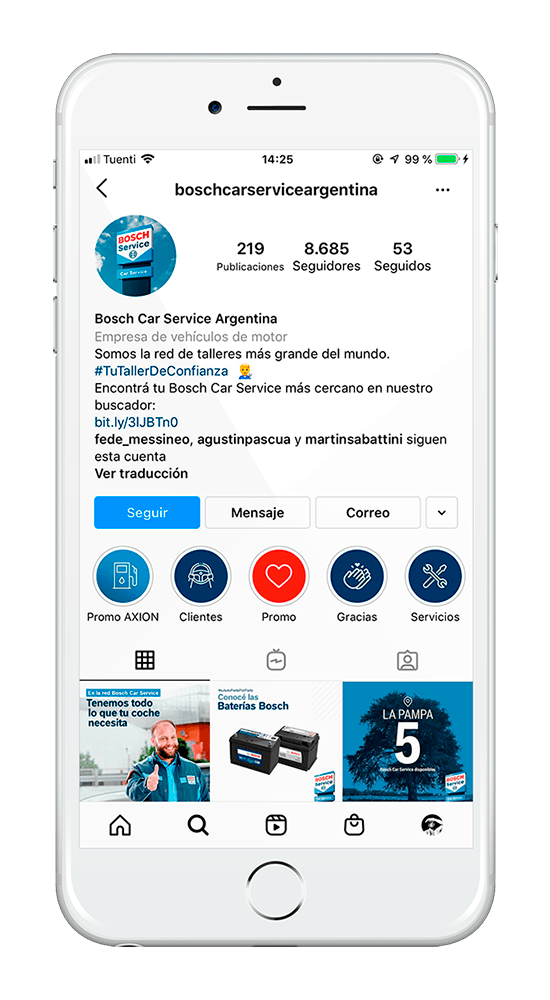 Tuenti 14:25 99 %
boschcarserviceargentina
BOSCH
Service
Car Service
219 8.685 53
Publicaciones Seguidores Seguidos
Bosch Car Service Argentina
Empresa de vehículos de motor
Somos la red de talleres más grande del mundo.
#TuTallerDeConfianza
Encontrá tu Bosch Car Service más cercano en nuestro
buscador:
bit.ly/3IJBTn0
fede_messineo, agustinpascua y martinsabattini siguen
esta cuenta
Ver traducción
Seguir Mensaje Correo
Promo AXION Clientes Promo Gracias Servicios
En la red Bosch Car Service
Tenemos todo
lo que tu coche
necesita
#AutoPartsForParts
Conocé las
Baterías Bosch
BOSCH
Service
LA PAMPA
5
Bosch Car Service disponibles
BOSCH
Service